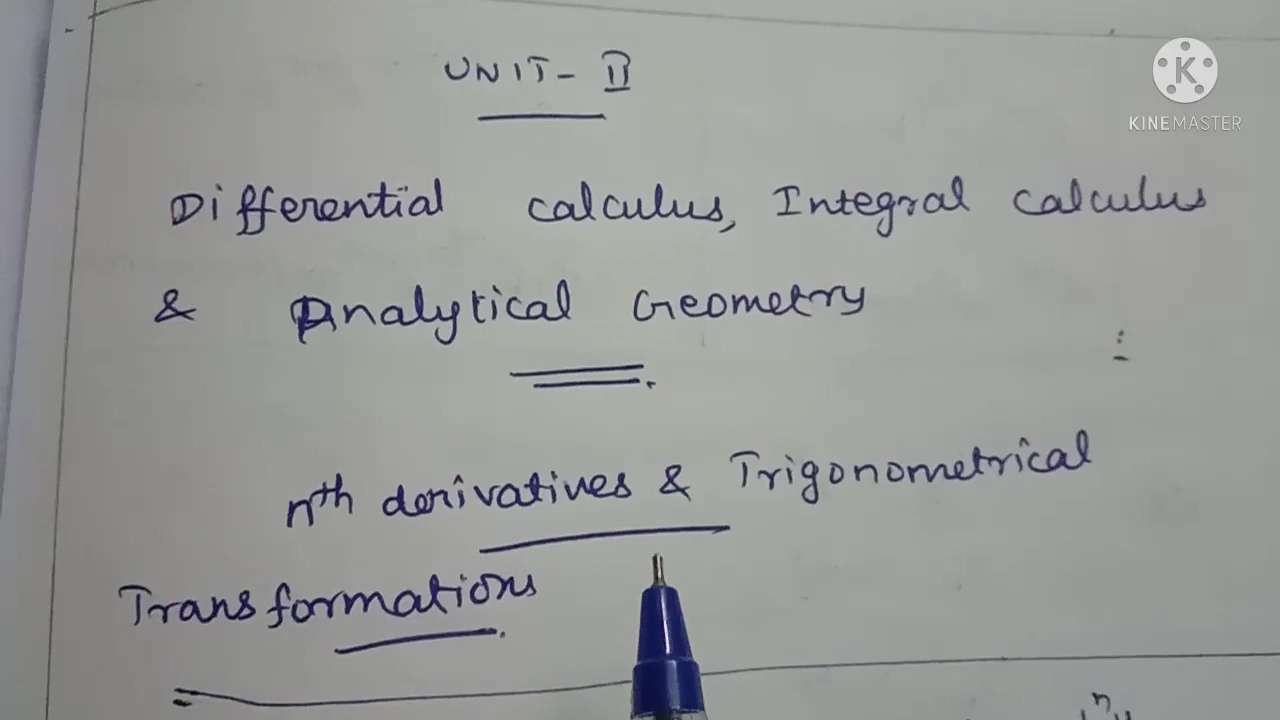 UNIT- II
K
KINEMASTER
Differential calculus, Integral calculus
& Analytical Geometry
nth derivatives & Trigonometrical
Transformations.